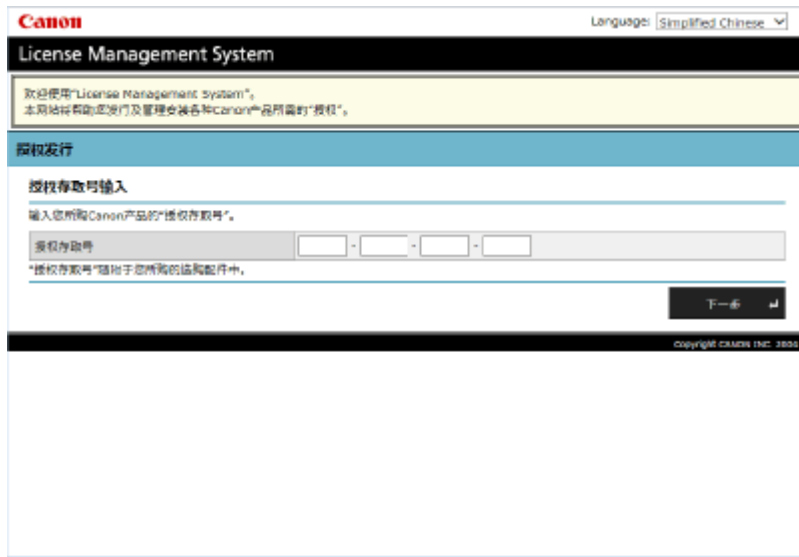 Canon
Language: Simplified Chinese
License Management System
欢迎使用"License Management System"。
本网站将帮助您发行及管理安装各种Canon产品所需的"授权"。
授权发行
授权存取号输入
输入您所购Canon产品的"授权存取号"。
授权存取号
- - -
"授权存取号"随附于您所购的选购配件中。
下一步
Copyright CANON INC. 2006